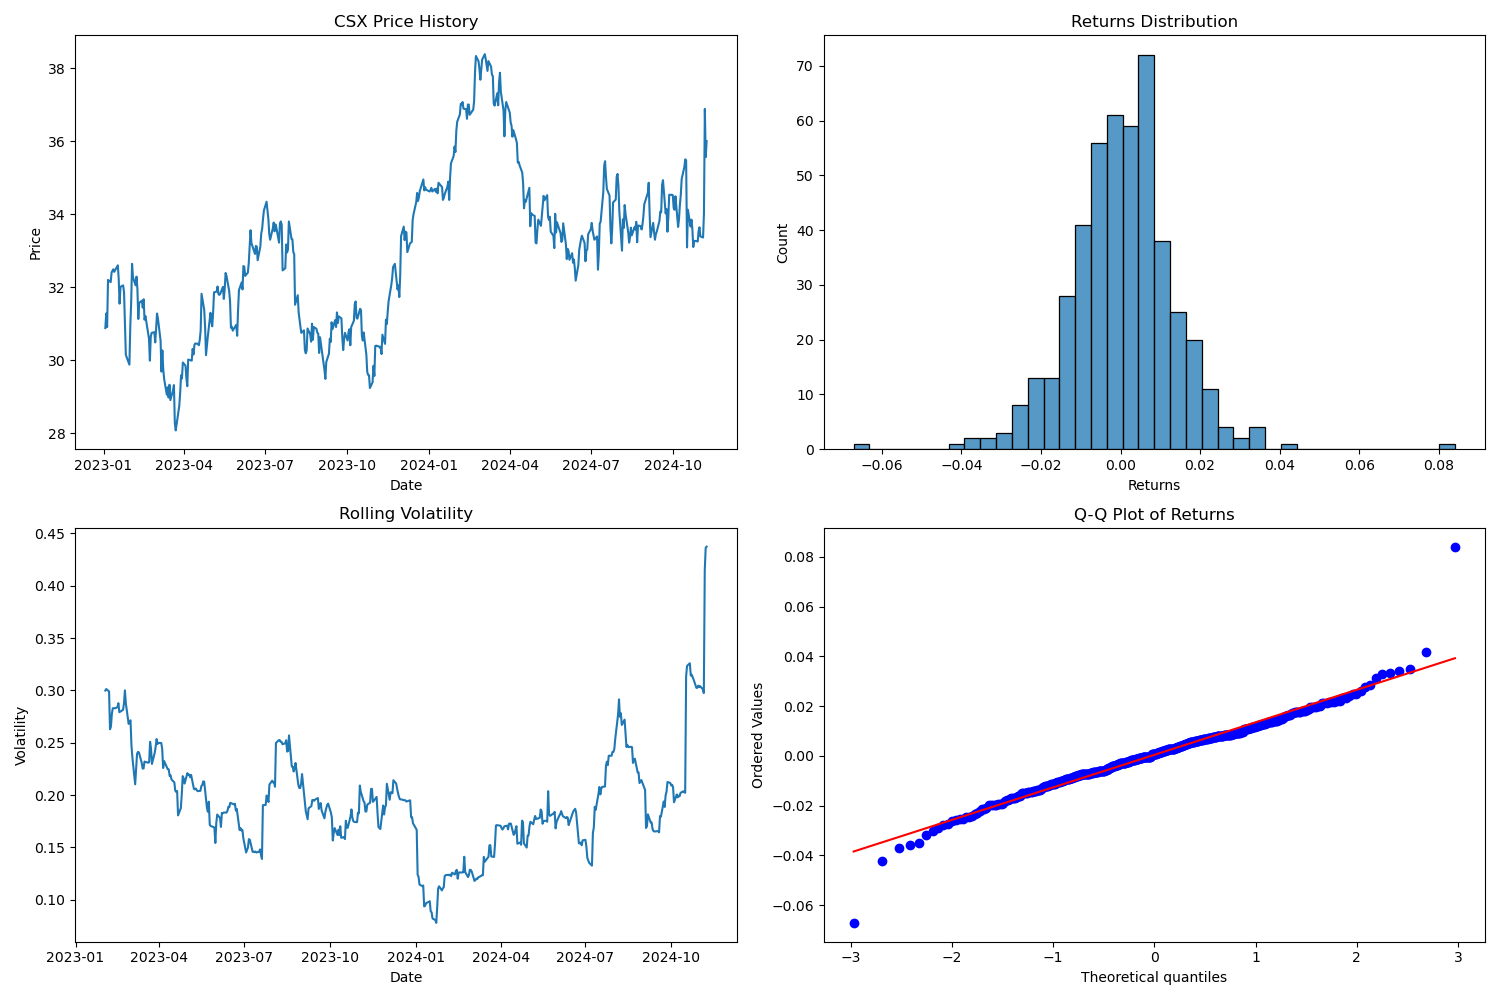 CSX Price History
Price
38
36
34
32
30
28
2023-01 2023-04 2023-07 2023-10 2024-01 2024-04 2024-07 2024-10
Date
Returns Distribution
Count
70
60
50
40
30
20
10
0
−0.06 −0.04 −0.02 0.00 0.02 0.04 0.06 0.08
Returns
Rolling Volatility
Volatility
0.45
0.40
0.35
0.30
0.25
0.20
0.15
0.10
2023-01 2023-04 2023-07 2023-10 2024-01 2024-04 2024-07 2024-10
Date
Q-Q Plot of Returns
Ordered Values
0.08
0.06
0.04
0.02
0.00
−0.02
−0.04
−0.06
−3 −2 −1 0 1 2 3
Theoretical quantiles